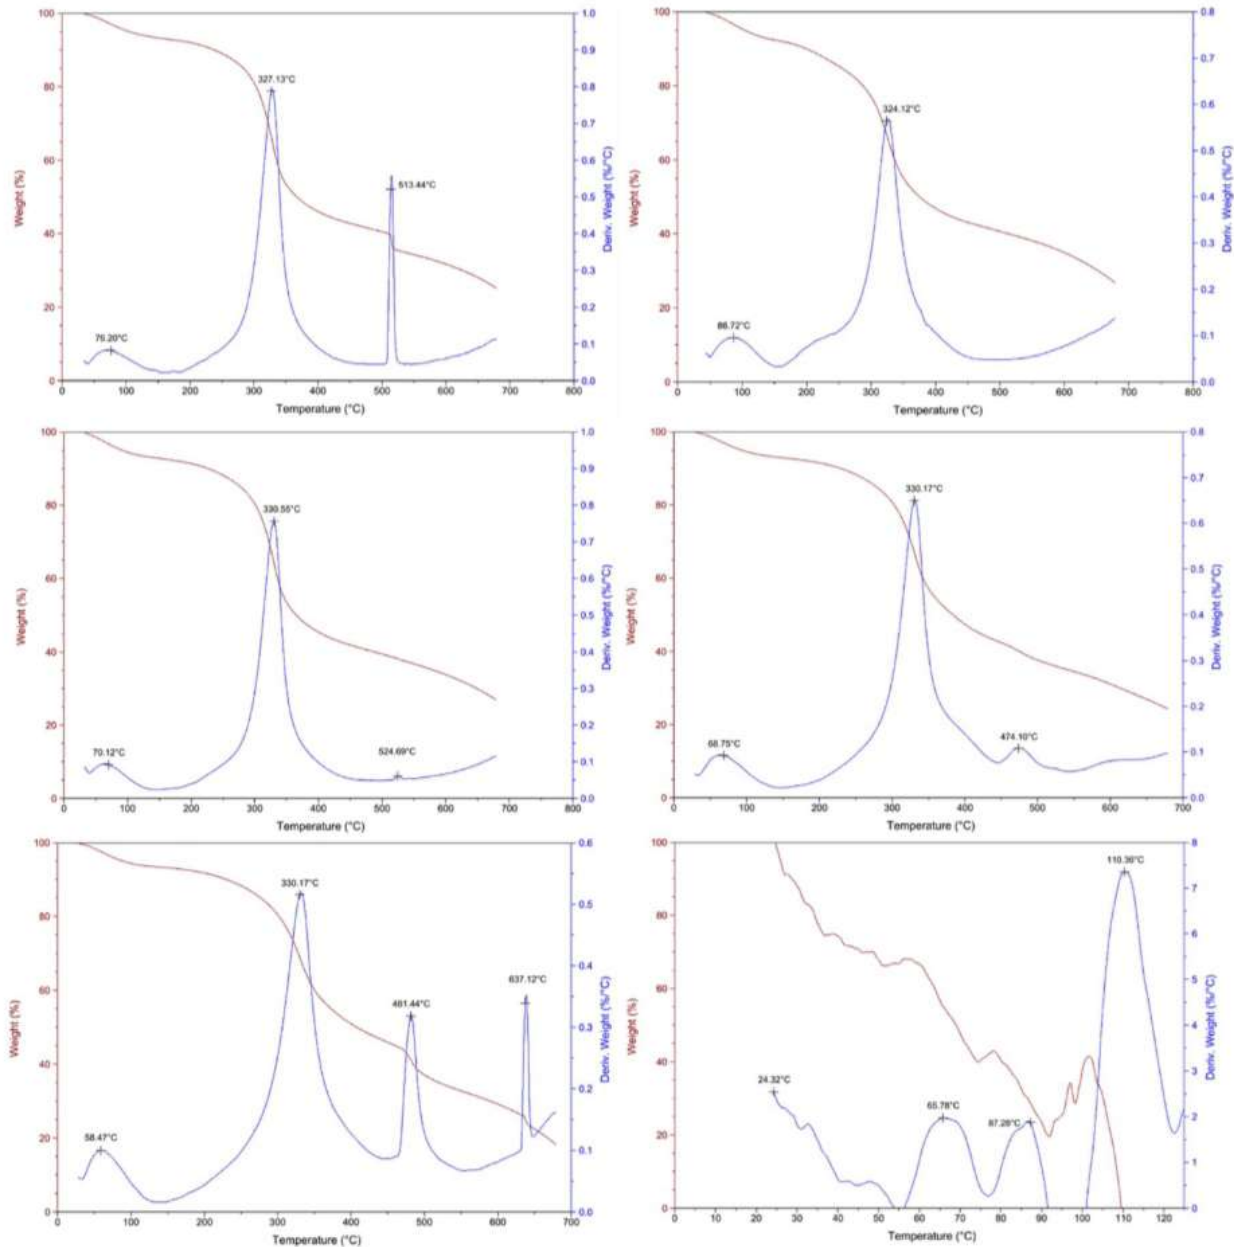 100
80
60
40
20
0
Weight (%)
327.13°C
513.44°C
76.20°C
1.0
0.9
0.8
0.7
0.6
0.5
0.4
0.3
0.2
0.1
0.0
Deriv. Weight (%/°C)
0 100 200 300 400 500 600 700 800
Temperature (°C)
100
80
60
40
20
0
Weight (%)
324.12°C
86.72°C
0.8
0.7
0.6
0.5
0.4
0.3
0.2
0.1
0.0
Deriv. Weight (%/°C)
0 100 200 300 400 500 600 700 800
Temperature (°C)
100
80
60
40
20
0
Weight (%)
330.55°C
70.12°C
524.69°C
1.0
0.9
0.8
0.7
0.6
0.5
0.4
0.3
0.2
0.1
0.0
Deriv. Weight (%/°C)
0 100 200 300 400 500 600 700 800
Temperature (°C)
100
80
60
40
20
0
Weight (%)
330.17°C
68.75°C
474.10°C
0.8
0.7
0.6
0.5
0.4
0.3
0.2
0.1
0.0
Deriv. Weight (%/°C)
0 100 200 300 400 500 600 700
Temperature (°C)
100
80
60
40
20
0
Weight (%)
330.17°C
637.12°C
481.44°C
58.47°C
0.6
0.5
0.4
0.3
0.2
0.1
0.0
Deriv. Weight (%/°C)
0 100 200 300 400 500 600 700
Temperature (°C)
100
80
60
40
20
0
Weight (%)
110.36°C
24.32°C
65.78°C
87.28°C
8
7
6
5
4
3
2
1
0
Deriv. Weight (%/°C)
0 5 10 20 30 40 50 60 70 80 90 100 110 120
Temperature (°C)